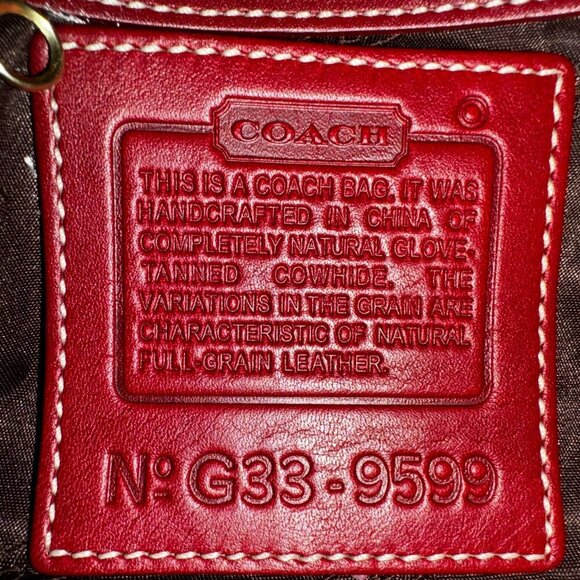 COACH
THIS IS A COACH BAG. IT WAS
HANDCRAFTED IN CHINA OF
COMPLETELY NATURAL GLOVE-
TANNED COWHIDE. THE
VARIATIONS IN THE GRAIN ARE
CHARACTERISTIC OF NATURAL
FULL-GRAIN LEATHER.
Nº G33-9599